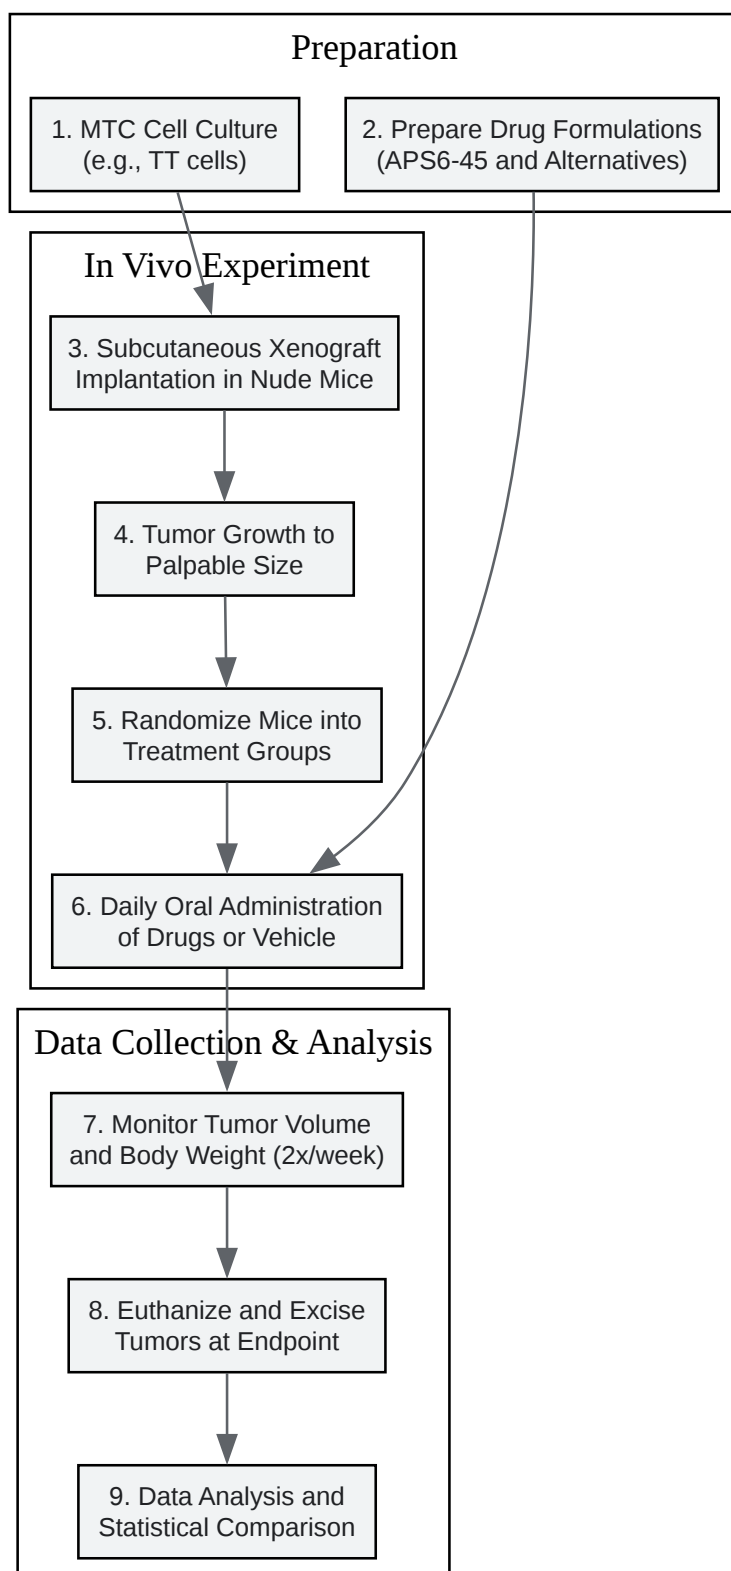 Preparation
1. MTC Cell Culture
(e.g., TT cells)
2. Prepare Drug Formulations
(APS6-45 and Alternatives)
In Vivo Experiment
3. Subcutaneous Xenograft
Implantation in Nude Mice
4. Tumor Growth to
Palpable Size
5. Randomize Mice into
Treatment Groups
6. Daily Oral Administration
of Drugs or Vehicle
Data Collection & Analysis
7. Monitor Tumor Volume
and Body Weight (2x/week)
8. Euthanize and Excise
Tumors at Endpoint
9. Data Analysis and
Statistical Comparison